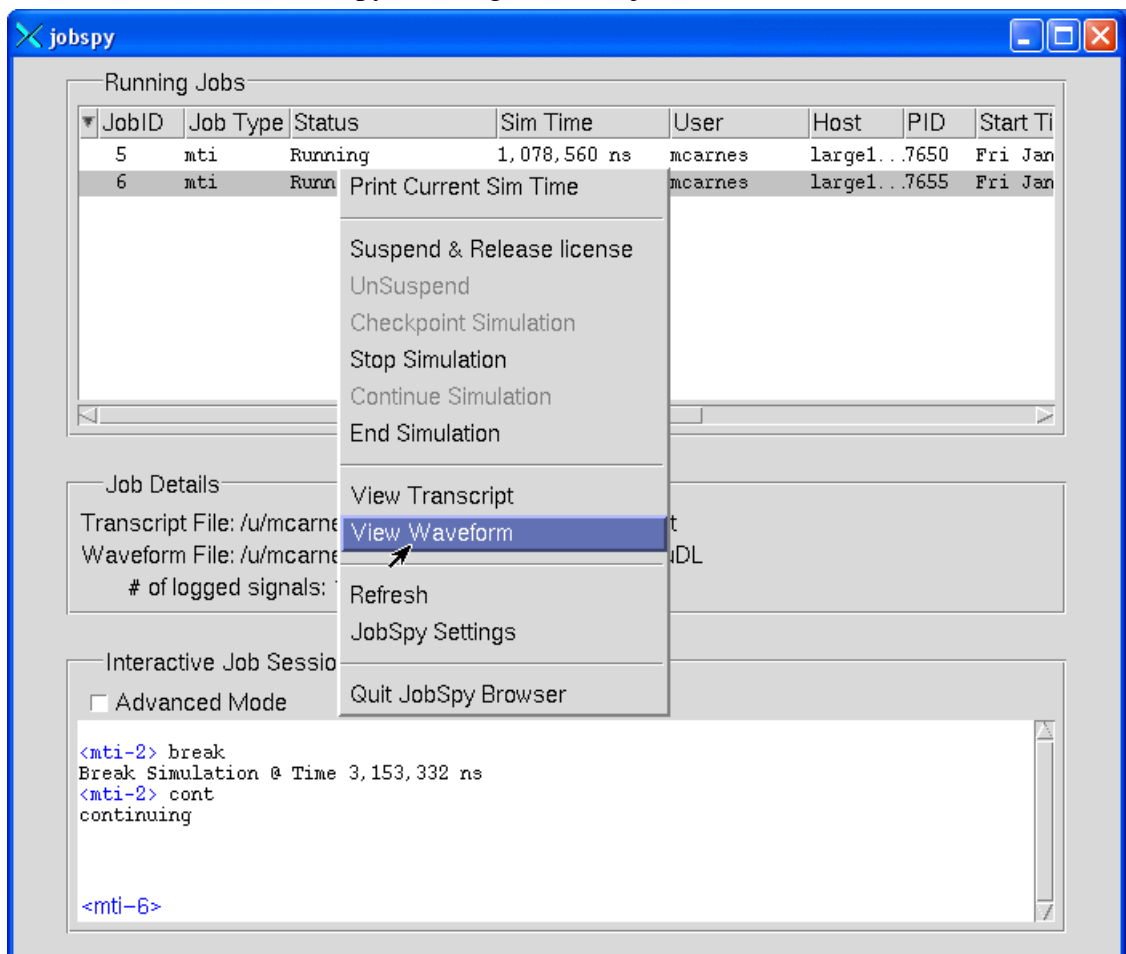 jobspy
Running Jobs
JobID Job Type Status Sim Time User Host PID Start Ti
5 mti Running 1,078,560 ns mcarnes large1...7650 Fri Jan
6 mti Runn mcarnes large1...7655 Fri Jan
Print Current Sim Time
Suspend & Release license
UnSuspend
Checkpoint Simulation
Stop Simulation
Continue Simulation
End Simulation
View Transcript
View Waveform
Refresh
JobSpy Settings
Quit JobSpy Browser
Job Details
Transcript File: /u/mcarne t
Waveform File: /u/mcarne uDL
# of logged signals:
Interactive Job Sessio
Advanced Mode
<mti-2> break
Break Simulation @ Time 3,153,332 ns
<mti-2> cont
continuing
<mti-6>